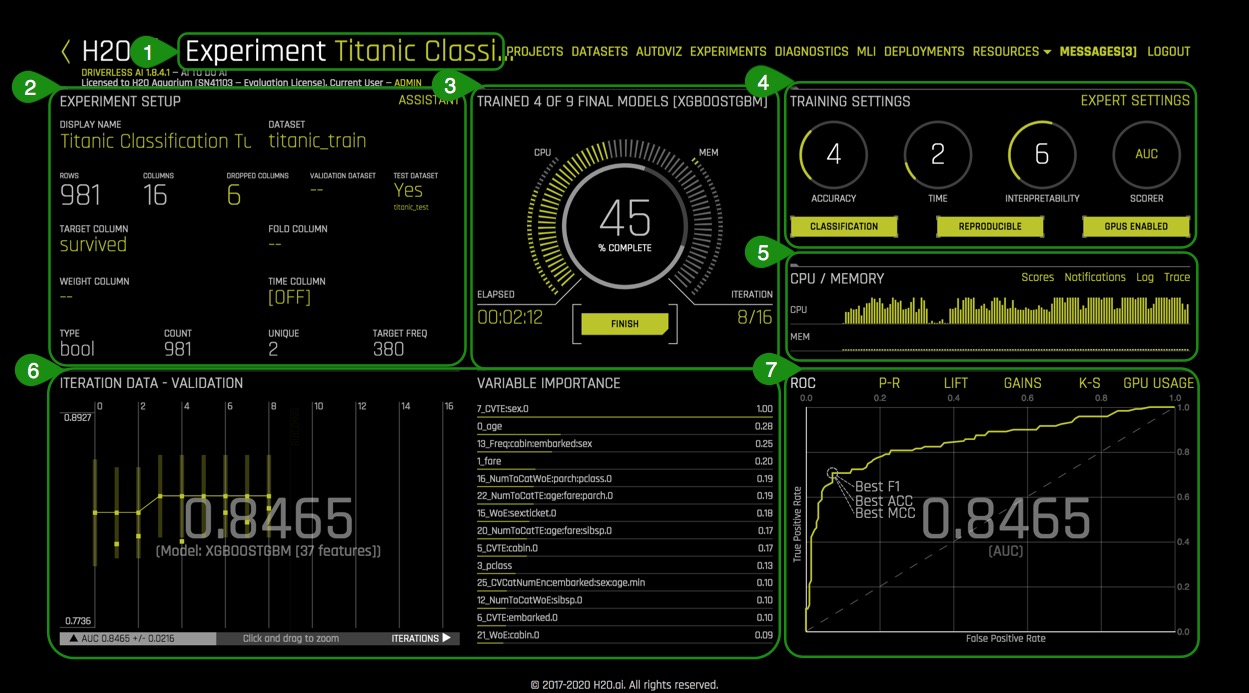 H2O
1
Experiment Titanic Classi...
PROJECTS DATASETS AUTOVIZ EXPERIMENTS DIAGNOSTICS MLI DEPLOYMENTS RESOURCES MESSAGES[3] LOGOUT
DRIVERLESS AI 1.8.4.1 – AI TO DO AI
Licensed to H2O Aquarium (SN41103 – Evaluation License), Current User – ADMIN
2
EXPERIMENT SETUP
ASSISTANT
DISPLAY NAME DATASET
Titanic Classification Tu titanic_train
ROWS COLUMNS DROPPED COLUMNS VALIDATION DATASET TEST DATASET
981 16 6 -- Yes
titanic_test
TARGET COLUMN FOLD COLUMN
survived --
WEIGHT COLUMN TIME COLUMN
-- [OFF]
TYPE COUNT UNIQUE TARGET FREQ
bool 981 2 380
3
TRAINED 4 OF 9 FINAL MODELS [XGBOOSTGBM]
CPU MEM
45
% COMPLETE
ELAPSED ITERATION
00:02:12 8/16
FINISH
4
TRAINING SETTINGS EXPERT SETTINGS
4 2 6 AUC
ACCURACY TIME INTERPRETABILITY SCORER
CLASSIFICATION REPRODUCIBLE GPUS ENABLED
5
CPU / MEMORY Scores Notifications Log Trace
CPU
MEM
6
ITERATION DATA - VALIDATION
0 2 4 6 8 10 12 14 16
0.8927
0.8465
(Model: XGBOOSTGBM [37 features])
0.7736
AUC 0.8465 +/- 0.0216 Click and drag to zoom ITERATIONS
VARIABLE IMPORTANCE
7_CVTE:sex.0 1.00
0_age 0.28
13_Freq:cabin:embarked:sex 0.25
1_fare 0.20
16_NumToCatWoE:parch:pclass.0 0.19
22_NumToCatTE:age:fare:parch.0 0.19
15_WoE:sex:ticket.0 0.18
20_NumToCatTE:age:fare:sibsp.0 0.17
5_CVTE:cabin.0 0.17
3_pclass 0.13
25_CVCatNumEnc:embarked:sex:age.min 0.10
12_NumToCatWoE:sibsp.0 0.10
6_CVTE:embarked.0 0.10
21_WoE:cabin.0 0.09
7
ROC P-R LIFT GAINS K-S GPU USAGE
0.0 0.2 0.4 0.6 0.8 1.0
1.0
0.8
0.6
0.4
0.2
0.0
Best F1
Best ACC
Best MCC
0.8465
(AUC)
True Positive Rate
False Positive Rate
© 2017-2020 H2O.ai. All rights reserved.